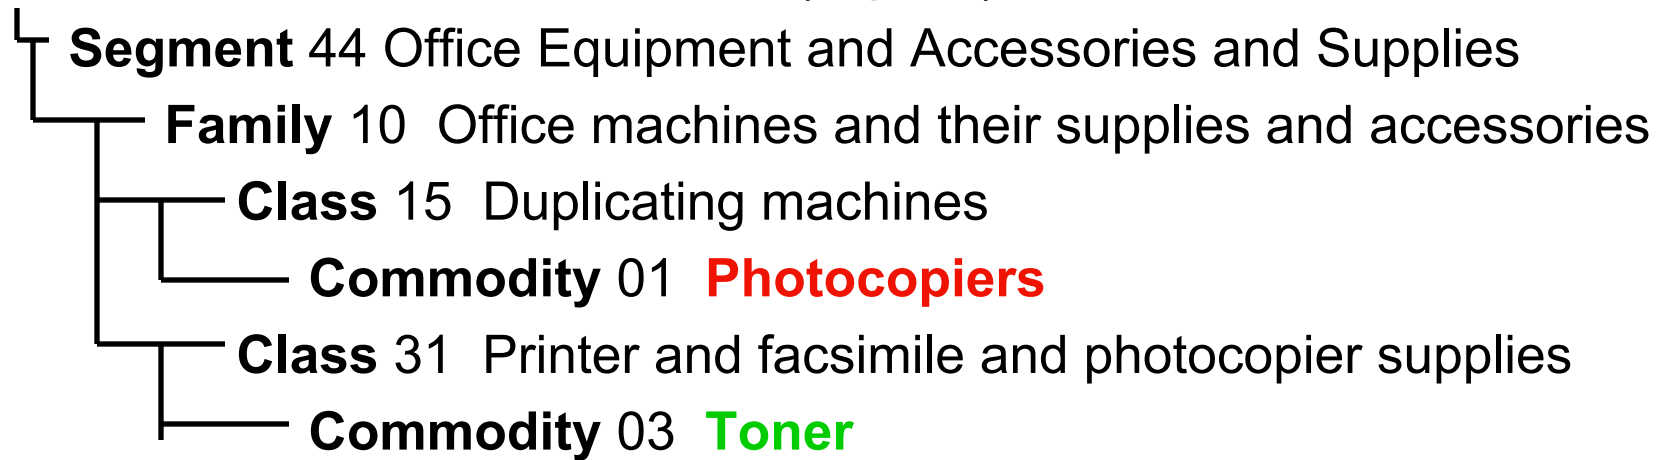 Segment 44 Office Equipment and Accessories and Supplies
Family 10 Office machines and their supplies and accessories
Class 15 Duplicating machines
Commodity 01 Photocopiers
Class 31 Printer and facsimile and photocopier supplies
Commodity 03 Toner